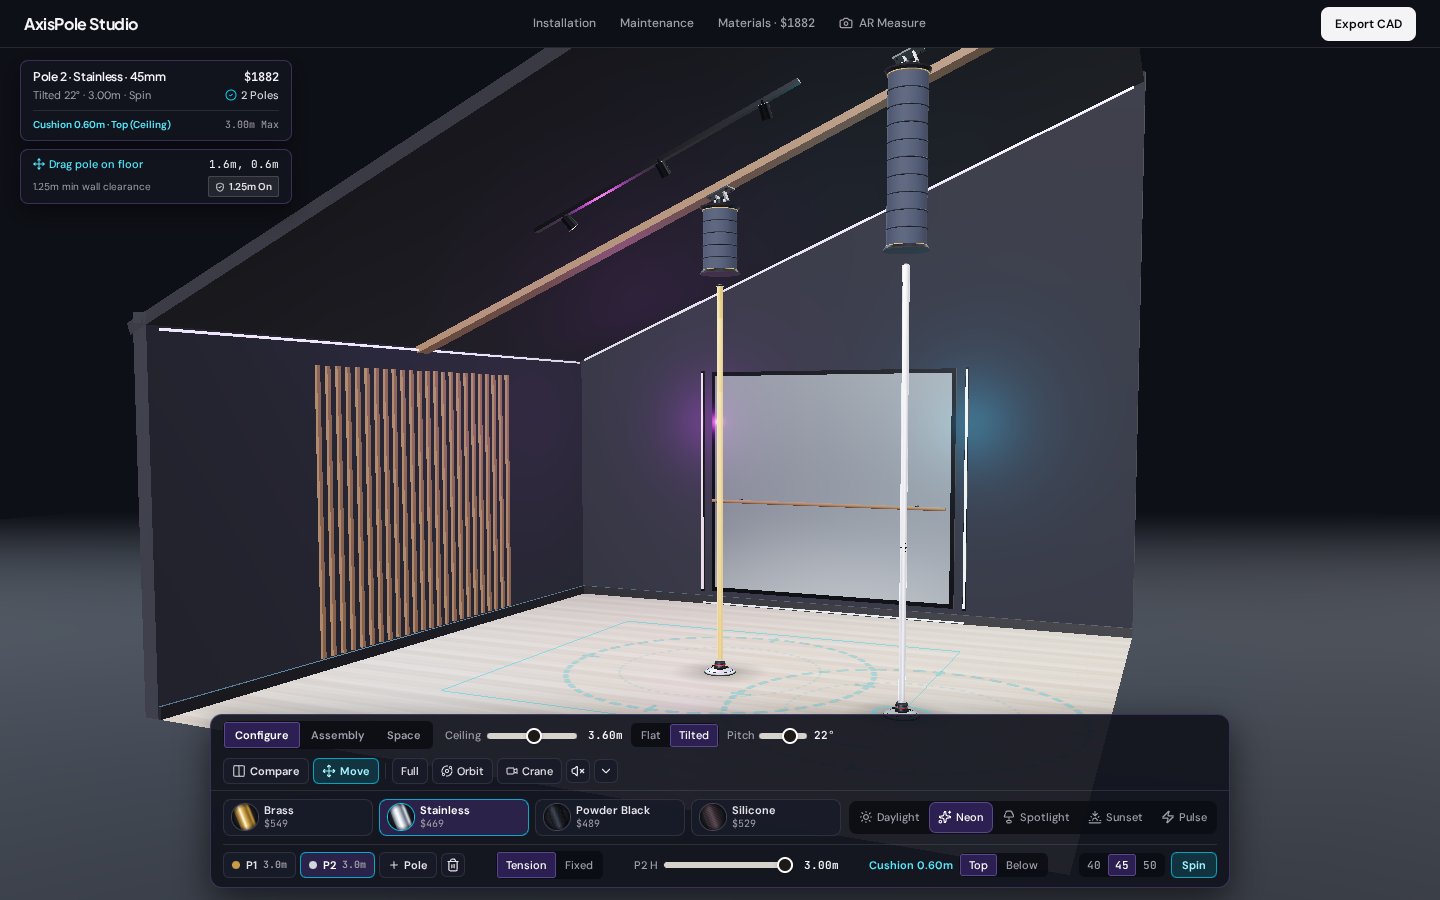 AxisPole Studio
Installation
Maintenance
Materials · $1882
AR Measure
Export CAD
Pole 2 · Stainless · 45mm
$1882
Tilted 22° · 3.00m · Spin
2 Poles
Cushion 0.60m · Top (Ceiling)
3.00m Max
Drag pole on floor
1.6m, 0.6m
1.25m min wall clearance
1.25m On
Configure
Assembly
Space
Ceiling
3.60m
Flat
Tilted
Pitch
22°
Compare
Move
Full
Orbit
Crane
Brass
$549
Stainless
$469
Powder Black
$489
Silicone
$529
Daylight
Neon
Spotlight
Sunset
Pulse
P1 3.0m
P2 3.0m
+ Pole
Tension
Fixed
P2 H
3.00m
Cushion 0.60m
Top
Below
40
45
50
Spin